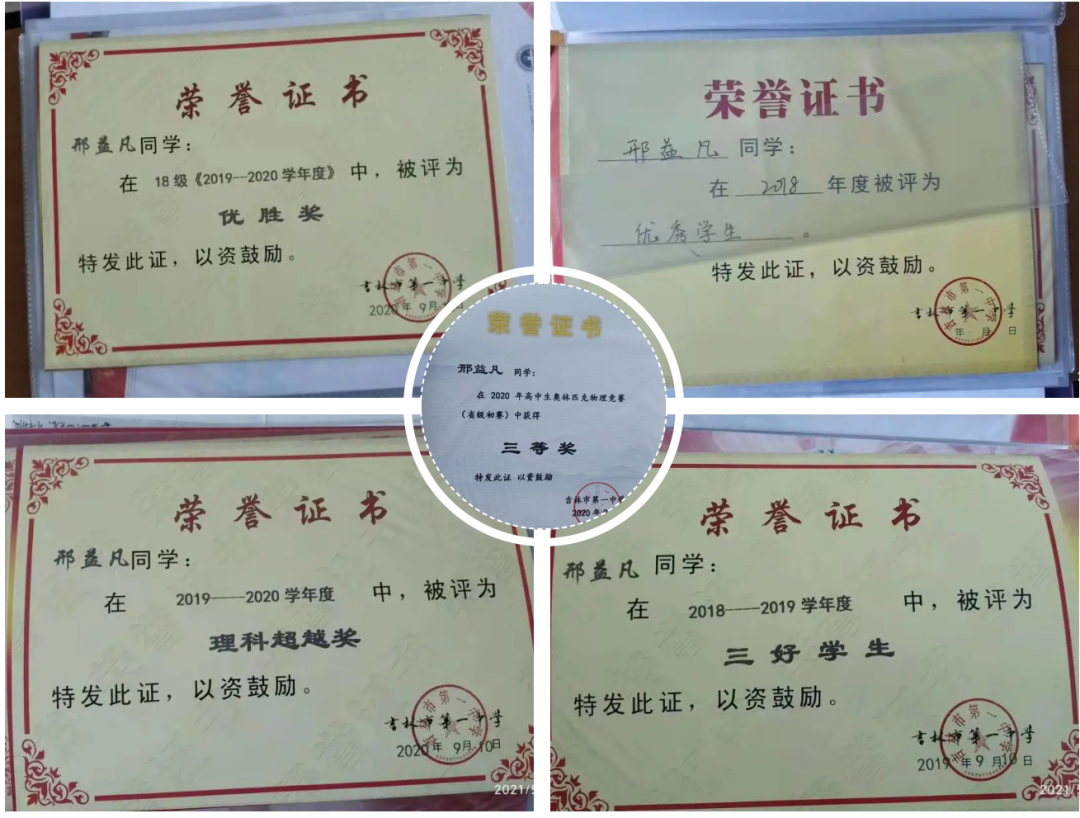 荣誉证书
邢益凡同学：
在 18级《2019--2020学年度》 中，被评为
优胜奖
特发此证，以资鼓励。
吉林市第一中学
2020年 9月
荣誉证书
邢益凡 同学：
在 2018 年度被评为
优秀学生 。
特发此证，以资鼓励。
吉林市第一中学
年 月 日
荣誉证书
邢益凡 同学：
在 2020 年高中生奥林匹克物理竞赛
（省级初赛）中获得
三等奖
特发此证 以资鼓励
吉林市第一中学
2020年
荣誉证书
邢益凡同学：
在 2019----2020学年度 中，被评为
理科超越奖
特发此证，以资鼓励。
吉林市第一中学
2020年 9月10日
2021/5
荣誉证书
邢益凡 同学：
在 2018----2019学年度 中，被评为
三好学生
特发此证，以资鼓励。
吉林市第一中学
2019年9月10日
2021/5